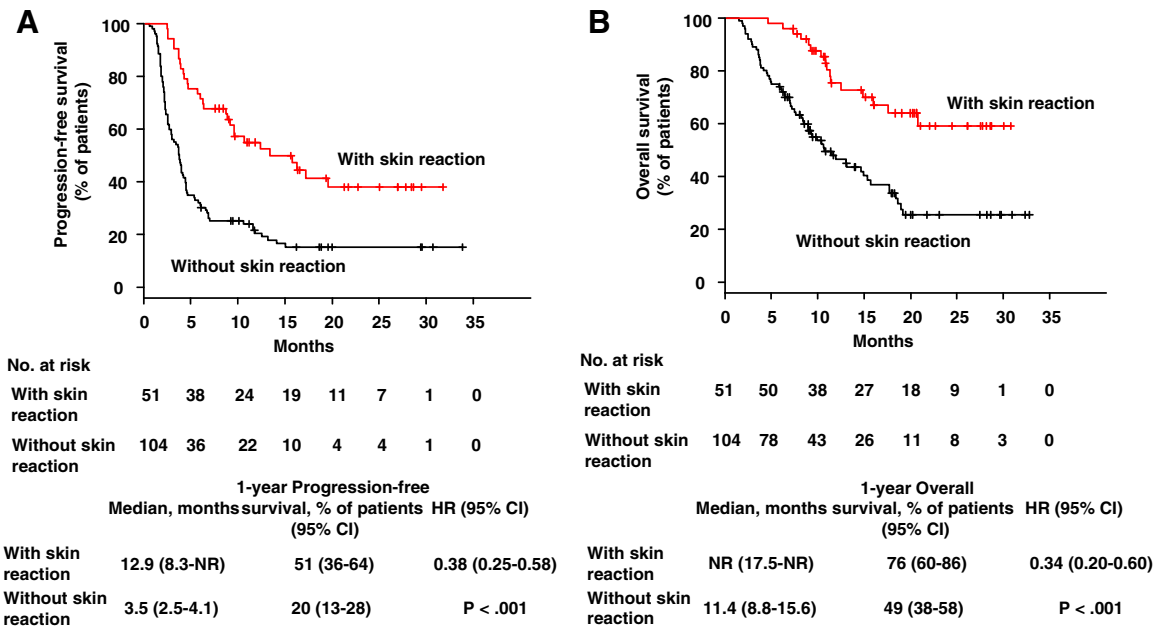 A
Progression-free survival
(% of patients)
100
80
60
40
20
0
With skin reaction
Without skin reaction
0 5 10 15 20 25 30 35
Months
No. at risk
With skin
reaction
51 38 24 19 11 7 1 0
Without skin
reaction
104 36 22 10 4 4 1 0
1-year Progression-free
Median, months survival, % of patients HR (95% CI)
(95% CI)
With skin
reaction
12.9 (8.3-NR) 51 (36-64) 0.38 (0.25-0.58)
Without skin
reaction
3.5 (2.5-4.1) 20 (13-28) P < .001
B
Overall survival
(% of patients)
100
80
60
40
20
0
With skin reaction
Without skin reaction
0 5 10 15 20 25 30 35
Months
No. at risk
With skin
reaction
51 50 38 27 18 9 1 0
Without skin
reaction
104 78 43 26 11 8 3 0
1-year Overall
Median, months survival, % of patients HR (95% CI)
(95% CI)
With skin
reaction
NR (17.5-NR) 76 (60-86) 0.34 (0.20-0.60)
Without skin
reaction
11.4 (8.8-15.6) 49 (38-58) P < .001